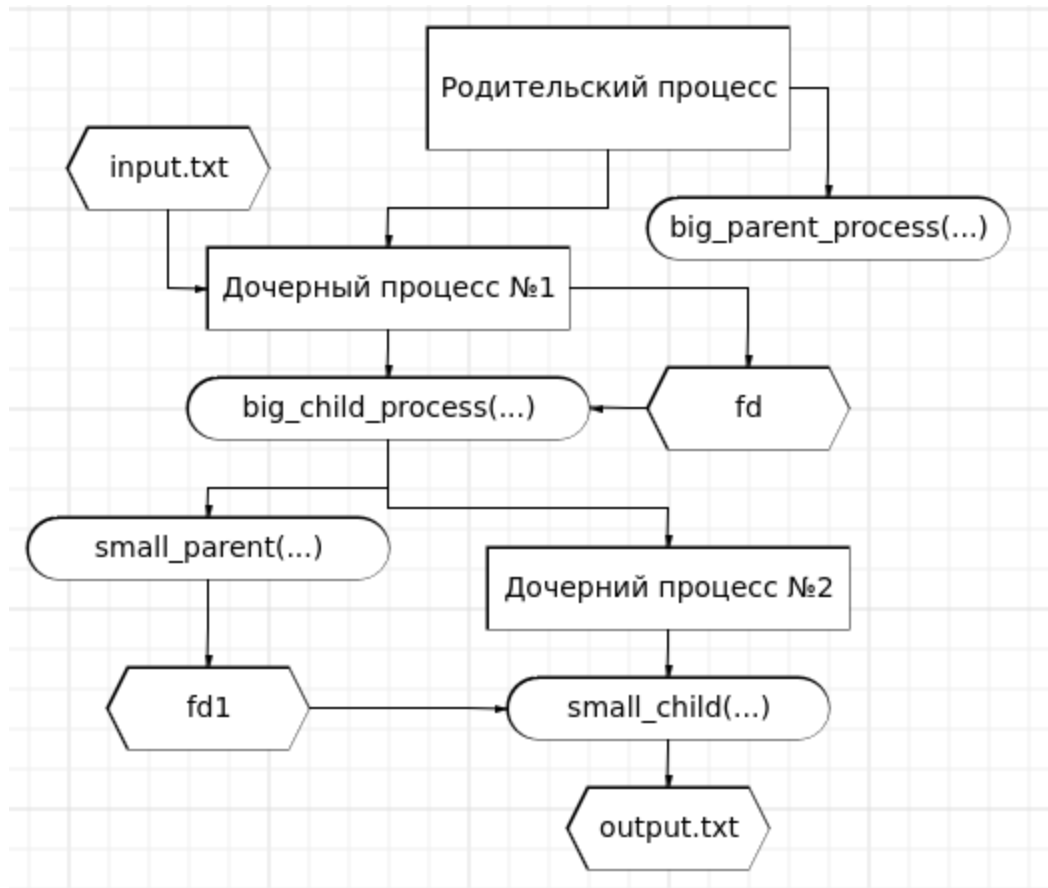 Родительский процесс
input.txt
big_parent_process(...)
Дочерный процесс №1
big_child_process(...)
fd
small_parent(...)
Дочерний процесс №2
fd1
small_child(...)
output.txt